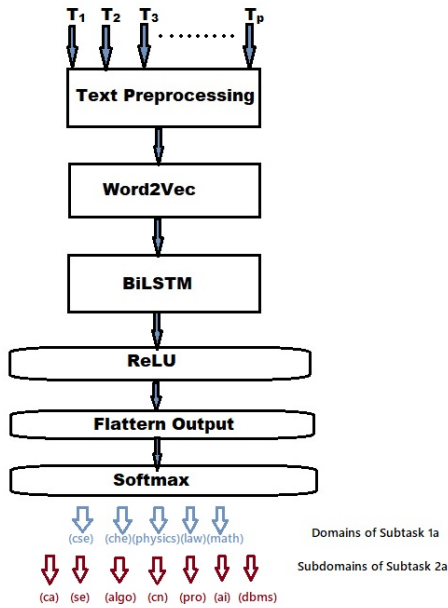 T1 T2 T3 ........ Tp
Text Preprocessing
Word2Vec
BiLSTM
ReLU
Flattern Output
Softmax
(cse) (che)(physics)(law)(math) Domains of Subtask 1a
Subdomains of Subtask 2a
(ca) (se) (algo) (cn) (pro) (ai) (dbms)